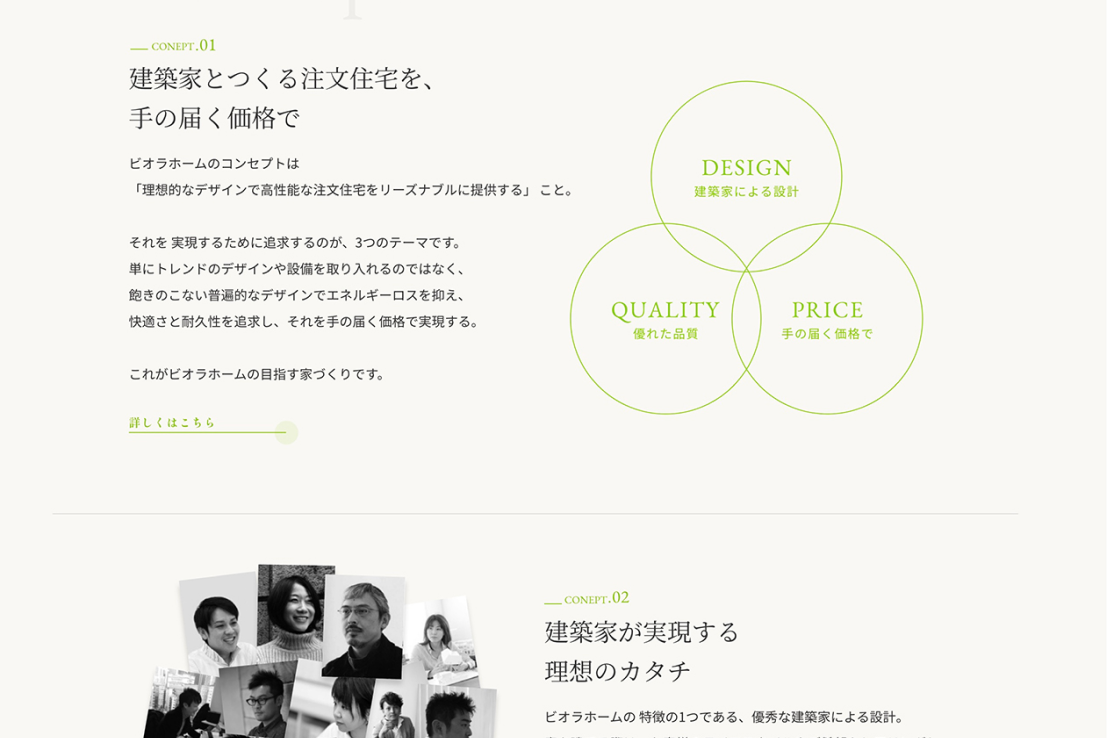 CONEPT.01
建築家とつくる注文住宅を、
手の届く価格で
ビオラホームのコンセプトは
「理想的なデザインで高性能な注文住宅をリーズナブルに提供する」 こと。
それを 実現するために追求するのが、3つのテーマです。
単にトレンドのデザインや設備を取り入れるのではなく、
飽きのこない普遍的なデザインでエネルギーロスを抑え、
快適さと耐久性を追求し、それを手の届く価格で実現する。
これがビオラホームの目指す家づくりです。
詳しくはこちら
DESIGN
建築家による設計
QUALITY
優れた品質
PRICE
手の届く価格で
CONEPT.02
建築家が実現する
理想のカタチ
ビオラホームの 特徴の1つである、優秀な建築家による設計。